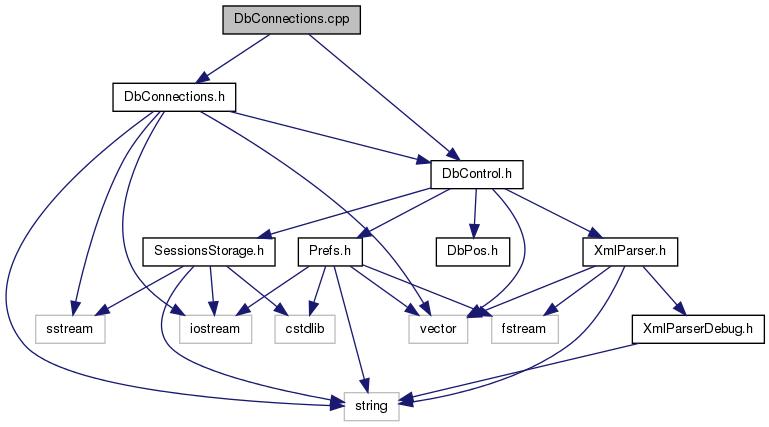 DbConnections.cpp
DbConnections.h
DbControl.h
SessionsStorage.h
Prefs.h
DbPos.h
XmlParser.h
sstream
iostream
cstdlib
vector
fstream
XmlParserDebug.h
string